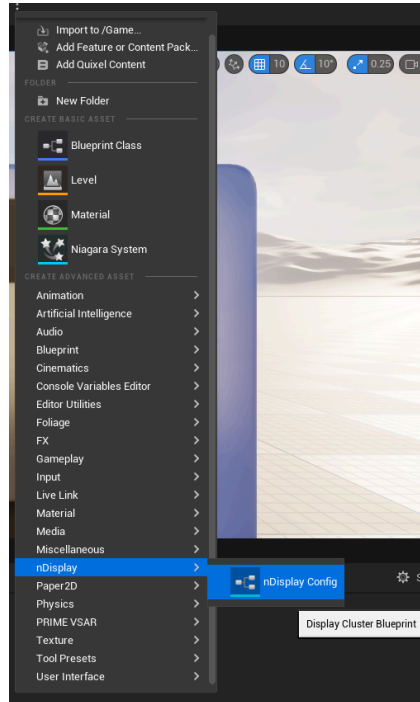 Import to /Game...
Add Feature or Content Pack...
Add Quixel Content
10
10°
0.25
FOLDER
New Folder
CREATE BASIC ASSET
Blueprint Class
Level
Material
Niagara System
CREATE ADVANCED ASSET
Animation
Artificial Intelligence
Audio
Blueprint
Cinematics
Console Variables Editor
Editor Utilities
Foliage
FX
Gameplay
Input
Live Link
Material
Media
Miscellaneous
nDisplay
nDisplay Config
S
Paper2D
Physics
Display Cluster Blueprint
PRIME VSAR
Texture
Tool Presets
User Interface